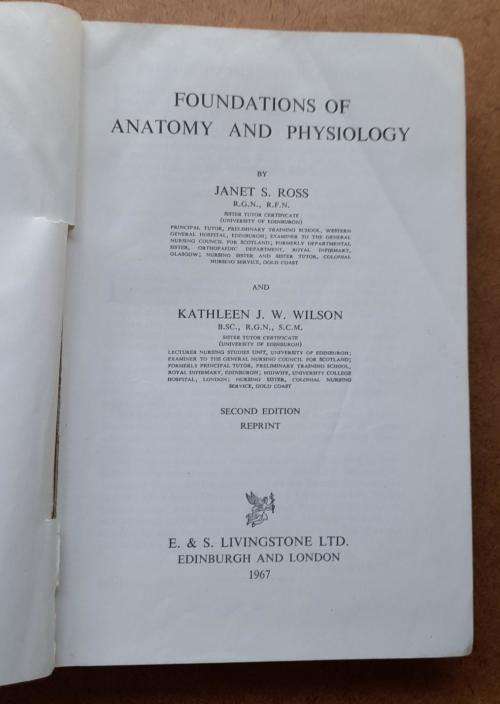 FOUNDATIONS OF
ANATOMY AND PHYSIOLOGY
BY
JANET S. ROSS
R.G.N., R.F.N.
SISTER TUTOR CERTIFICATE
(UNIVERSITY OF EDINBURGH)
PRINCIPAL TUTOR, PRELIMINARY TRAINING SCHOOL, WESTERN
GENERAL HOSPITAL, EDINBURGH; EXAMINER TO THE GENERAL
NURSING COUNCIL FOR SCOTLAND; FORMERLY DEPARTMENTAL
SISTER, ORTHOPAEDIC DEPARTMENT, ROYAL INFIRMARY,
GLASGOW; NURSING SISTER AND SISTER TUTOR, COLONIAL
NURSING SERVICE, GOLD COAST
AND
KATHLEEN J. W. WILSON
B.SC., R.G.N., S.C.M.
SISTER TUTOR CERTIFICATE
(UNIVERSITY OF EDINBURGH)
LECTURER NURSING STUDIES UNIT, UNIVERSITY OF EDINBURGH;
EXAMINER TO THE GENERAL NURSING COUNCIL FOR SCOTLAND;
FORMERLY PRINCIPAL TUTOR, PRELIMINARY TRAINING SCHOOL,
ROYAL INFIRMARY, EDINBURGH; MIDWIFE, UNIVERSITY COLLEGE
HOSPITAL, LONDON; NURSING SISTER, COLONIAL NURSING
SERVICE, GOLD COAST
SECOND EDITION
REPRINT
E. & S. LIVINGSTONE LTD.
EDINBURGH AND LONDON
1967